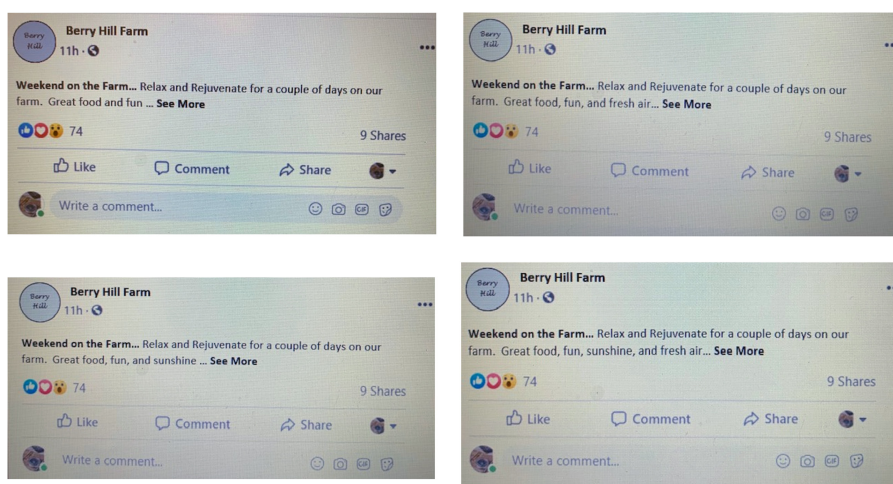 Berry Hill
Berry Hill Farm
11h ·
Weekend on the Farm... Relax and Rejuvenate for a couple of days on our
farm. Great food and fun ... See More
74
9 Shares
Like Comment Share
Write a comment...
GIF
Berry Hill
Berry Hill Farm
11h ·
Weekend on the Farm... Relax and Rejuvenate for a couple of days on our
farm. Great food, fun, and fresh air... See More
74
9 Shares
Like Comment Share
Write a comment...
GIF
Berry Hill
Berry Hill Farm
11h ·
Weekend on the Farm... Relax and Rejuvenate for a couple of days on our
farm. Great food, fun, and sunshine ... See More
74
9 Shares
Like Comment Share
Write a comment...
GIF
Berry Hill
Berry Hill Farm
11h ·
Weekend on the Farm... Relax and Rejuvenate for a couple of days on our
farm. Great food, fun, sunshine, and fresh air... See More
74
9 Shares
Like Comment Share
Write a comment...
GIF